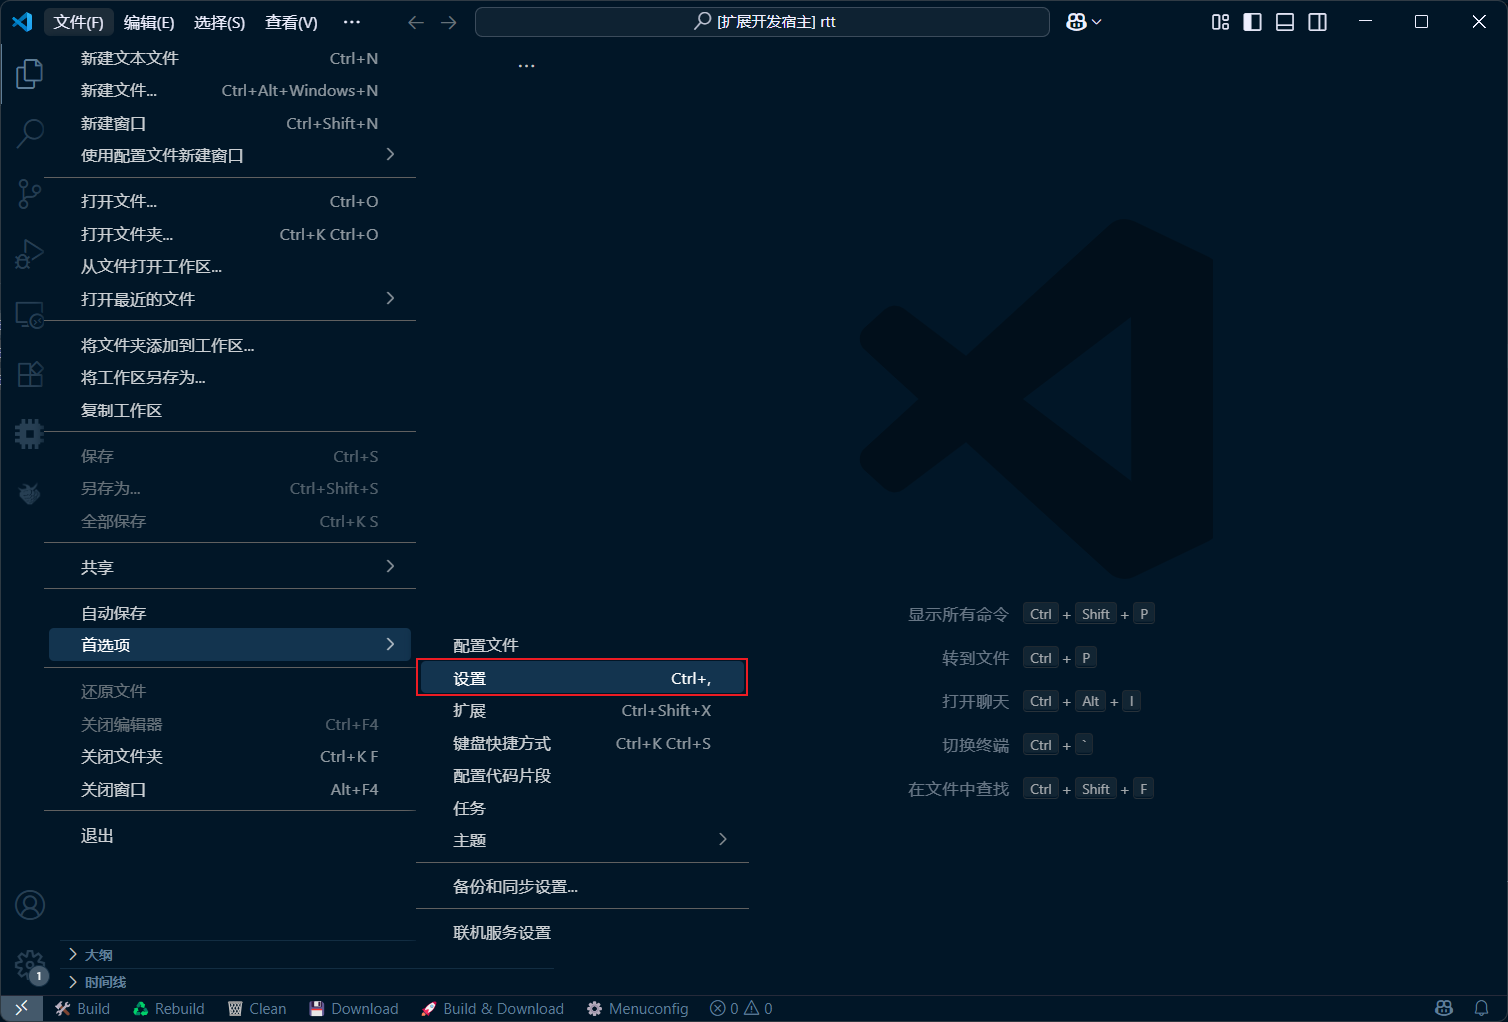 文件(F) 编辑(E) 选择(S) 查看(V) ··· [扩展开发宿主] rtt
新建文本文件 Ctrl+N
新建文件... Ctrl+Alt+Windows+N
新建窗口 Ctrl+Shift+N
使用配置文件新建窗口
打开文件... Ctrl+O
打开文件夹... Ctrl+K Ctrl+O
从文件打开工作区...
打开最近的文件
将文件夹添加到工作区...
将工作区另存为...
复制工作区
保存 Ctrl+S
另存为... Ctrl+Shift+S
全部保存 Ctrl+K S
共享
自动保存
首选项
还原文件
关闭编辑器 Ctrl+F4
关闭文件夹 Ctrl+K F
关闭窗口 Alt+F4
退出
配置文件
设置 Ctrl+,
扩展 Ctrl+Shift+X
键盘快捷方式 Ctrl+K Ctrl+S
配置代码片段
任务
主题
备份和同步设置...
联机服务设置
显示所有命令 Ctrl + Shift + P
转到文件 Ctrl + P
打开聊天 Ctrl + Alt + I
切换终端 Ctrl + `
在文件中查找 Ctrl + Shift + F
大纲
时间线
1
Build Rebuild Clean Download Build & Download Menuconfig 0 0